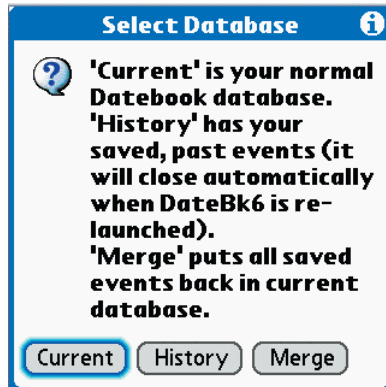 Select Database
'Current' is your normal
Datebook database.
'History' has your
saved, past events (it
will close automatically
when DateBk6 is re-
launched).
'Merge' puts all saved
events back in current
database.
Current History Merge